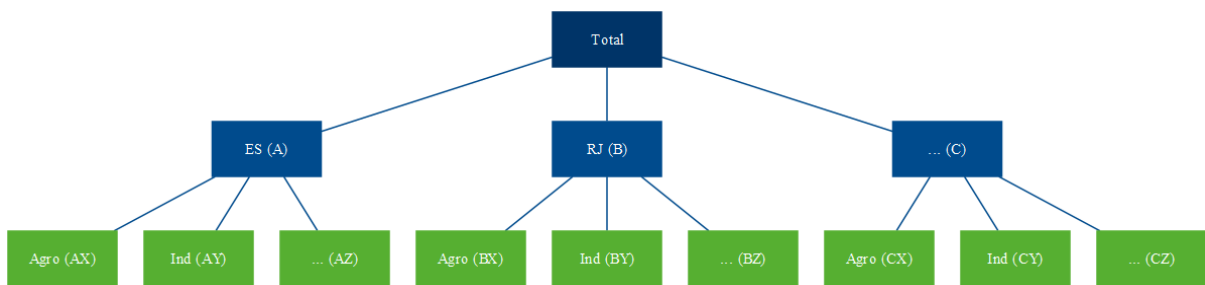 Total
ES (A)
RJ (B)
... (C)
Agro (AX)
Ind (AY)
... (AZ)
Agro (BX)
Ind (BY)
... (BZ)
Agro (CX)
Ind (CY)
... (CZ)